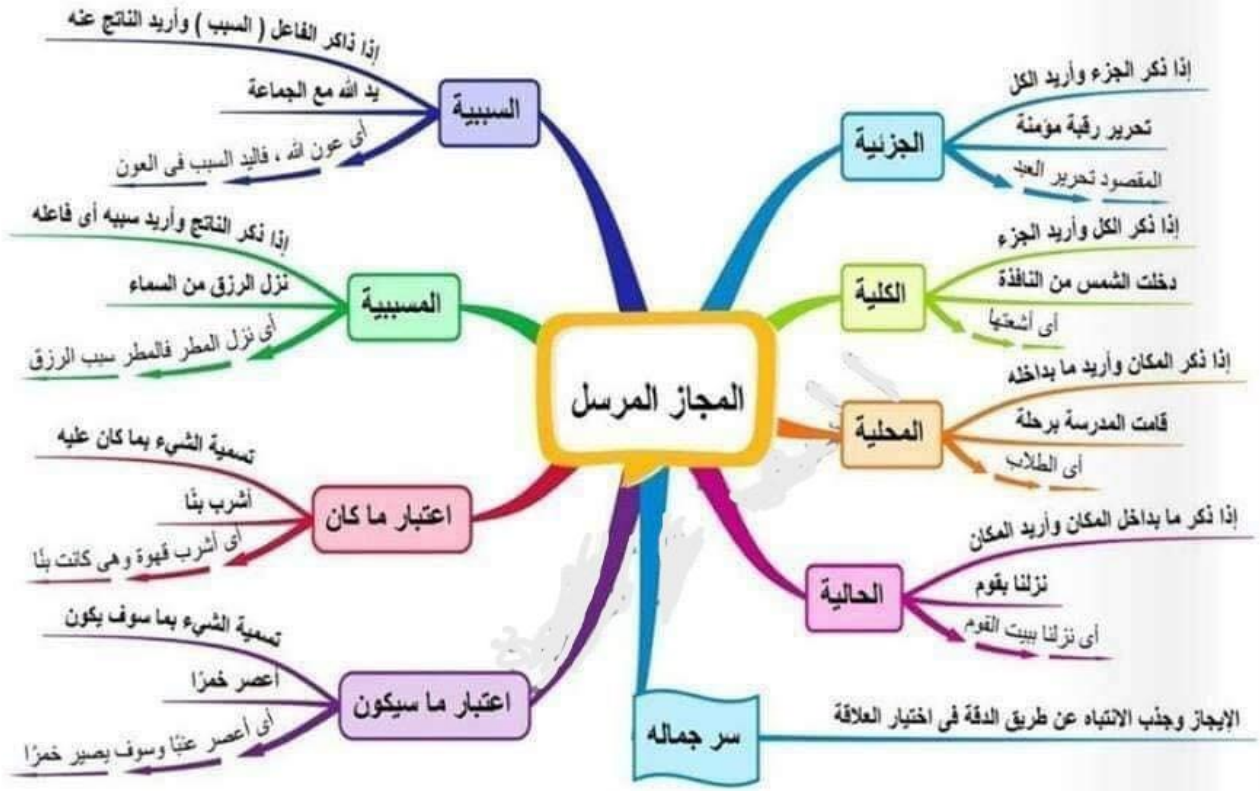 المجاز المرسل
الجزئية
إذا ذكر الجزء وأريد الكل
تحرير رقبة مؤمنة
المقصود تحرير العبد
الكلية
إذا ذكر الكل وأريد الجزء
دخلت الشمس من النافذة
أى أشعتها
المحلية
إذا ذكر المكان وأريد ما بداخله
قامت المدرسة برحلة
أى الطلاب
الحالية
إذا ذكر ما بداخل المكان وأريد المكان
نزلنا بقوم
أى نزلنا ببيت القوم
سر جماله
الإيجاز وجذب الانتباه عن طريق الدقة فى اختيار العلاقة
السببية
إذا ذاكر الفاعل ( السبب ) وأريد الناتج عنه
يد الله مع الجماعة
أى عون الله ، فاليد السبب فى العون
المسببية
إذا ذكر الناتج وأريد سببه أى فاعله
نزل الرزق من السماء
أى نزل المطر فالمطر سبب الرزق
اعتبار ما كان
تسمية الشيء بما كان عليه
أشرب بنًا
أى أشرب قهوة وهى كانت بنًا
اعتبار ما سيكون
تسمية الشيء بما سوف يكون
أعصر خمرًا
أى أعصر عنبًا وسوف يصير خمرًا